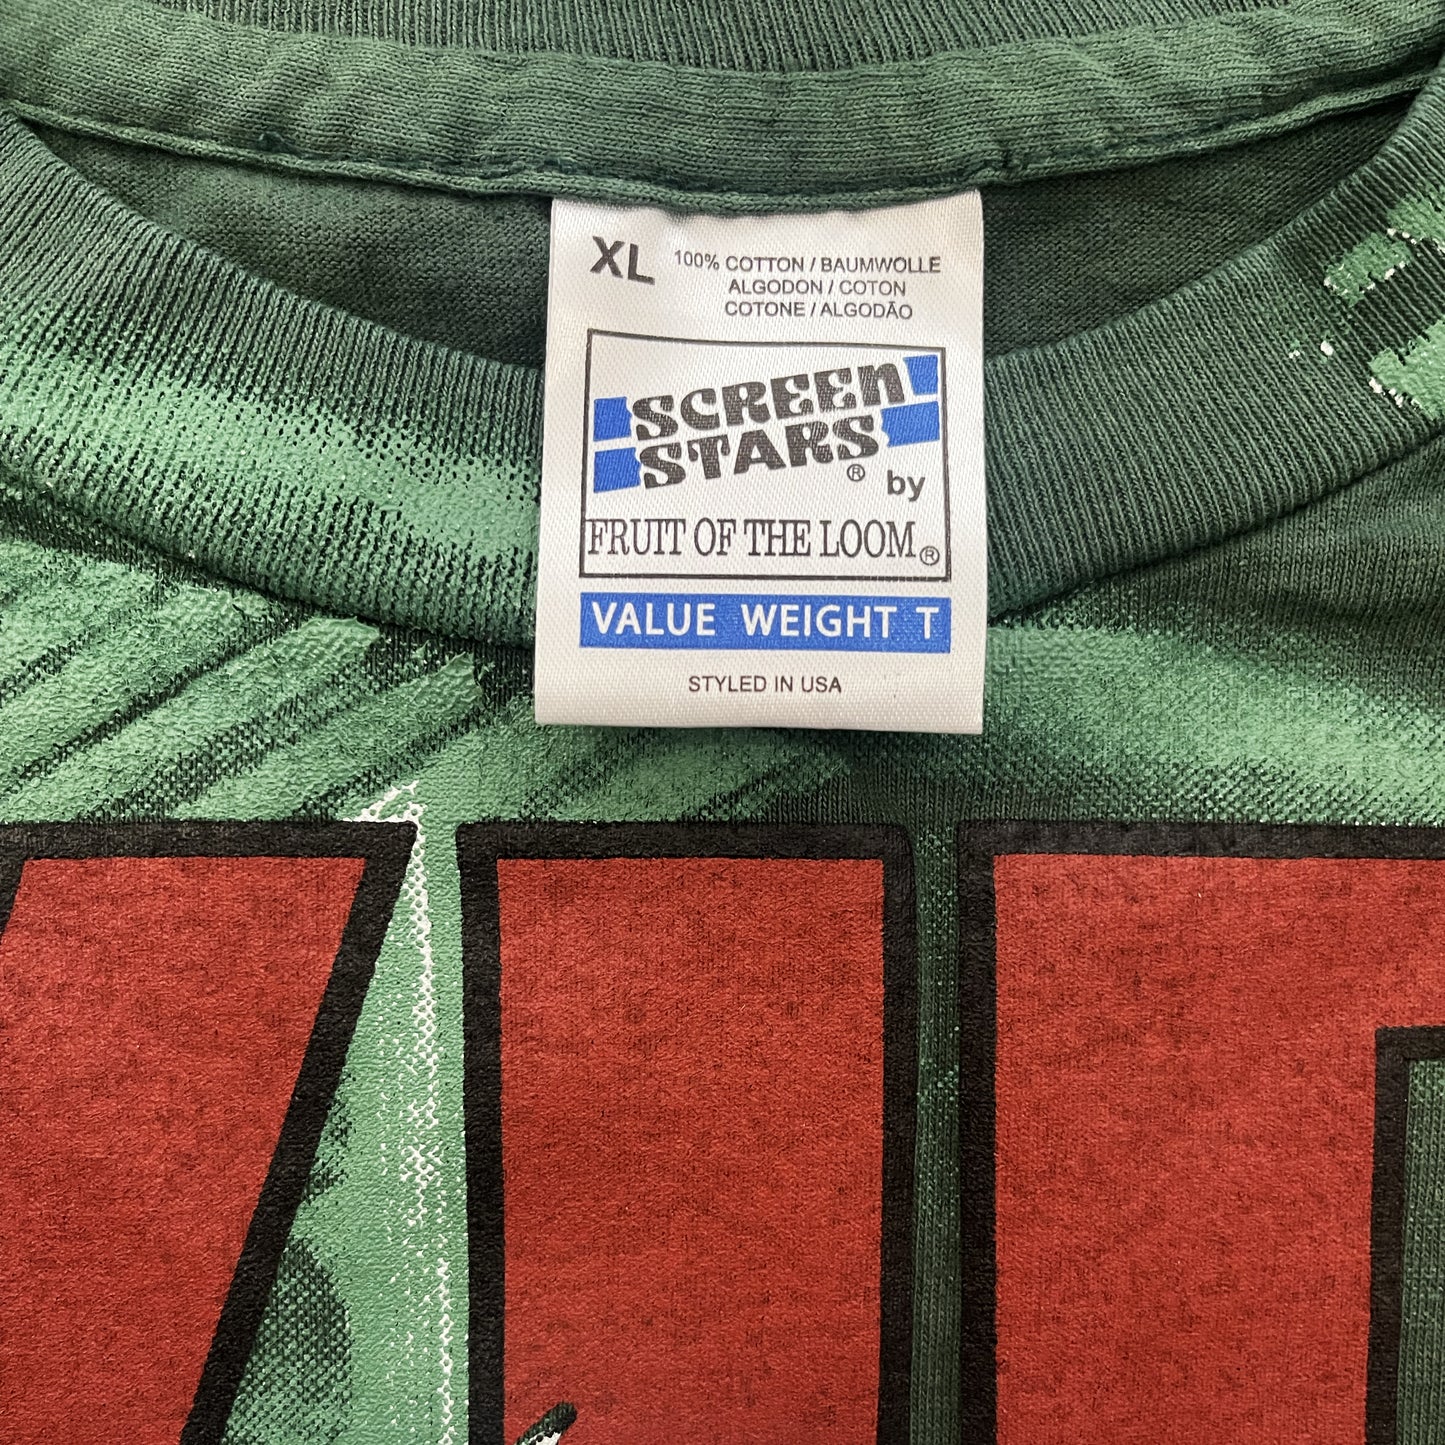 XL
100% COTTON / BAUMWOLLE
ALGODON / COTON
COTONE / ALGODÃO
SCREEN
STARS® by
FRUIT OF THE LOOM®
VALUE WEIGHT T
STYLED IN USA